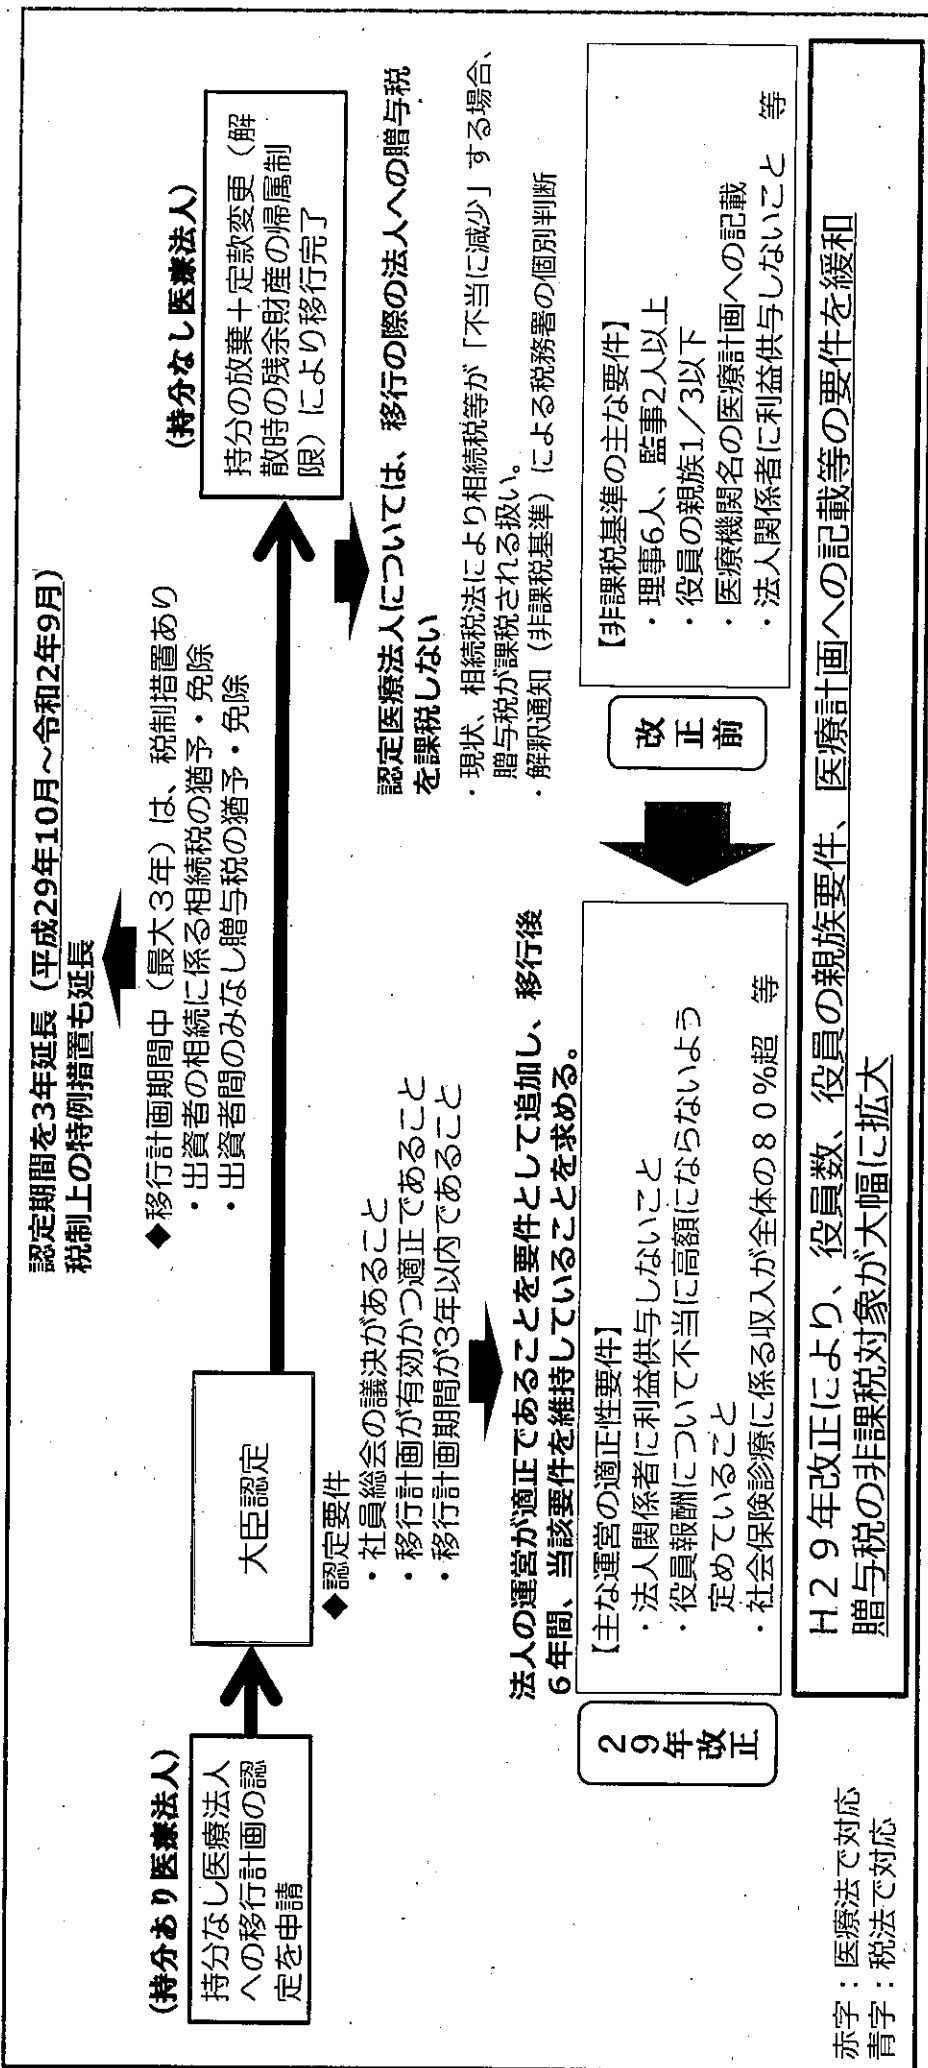 認定期間を3年延長（平成29年10月～令和2年9月）
税制上の特例措置も延長
(持分あり医療法人)
持分なし医療法人
への移行計画の認
定を申請
大臣認定
◆移行計画期間中（最大３年）は、税制措置あり
・出資者の相続に係る相続税の猶予・免除
・出資者間のみなし贈与税の猶予・免除
(持分なし医療法人)
持分の放棄＋定款変更（解
散時の残余財産の帰属制
限）により移行完了
◆認定要件
・社員総会の議決があること
・移行計画が有効かつ適正であること
・移行計画期間が3年以内であること
認定医療法人については、移行の際の法人への贈与税
を課税しない
・現状、相続税法により相続税等が「不当に減少」する場合、
贈与税が課税される扱い。
・解釈通知（非課税基準）による税務署の個別判断
法人の運営が適正であることを要件として追加し、移行後
６年間、当該要件を維持していることを求める。
２９年改正
【主な運営の適正性要件】
・法人関係者に利益供与しないこと
・役員報酬について不当に高額にならないよう
定めていること
・社会保険診療に係る収入が全体の８０％超　等
改正前
【非課税基準の主な要件】
・理事6人、監事2人以上
・役員の親族1／3以下
・医療機関名の医療計画への記載
・法人関係者に利益供与しないこと　等
Ｈ２９年改正により、役員数、役員の親族要件、医療計画への記載等の要件を緩和
贈与税の非課税対象が大幅に拡大
赤字：医療法で対応
青字：税法で対応